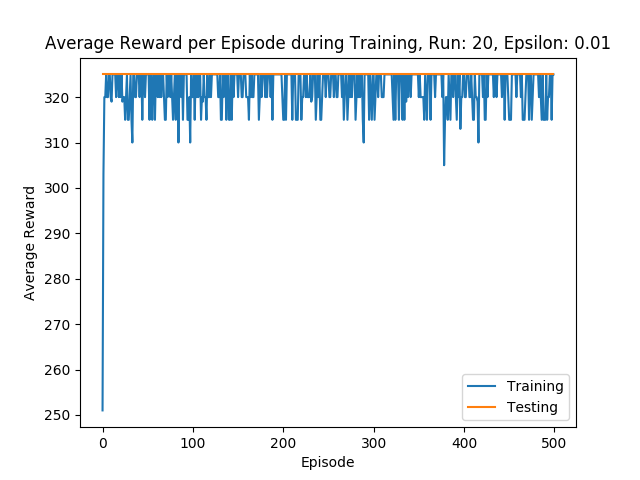 Average Reward per Episode during Training, Run: 20, Epsilon: 0.01
Average Reward
320
310
300
290
280
270
260
250
0
100
200
300
400
500
Episode
Training
Testing